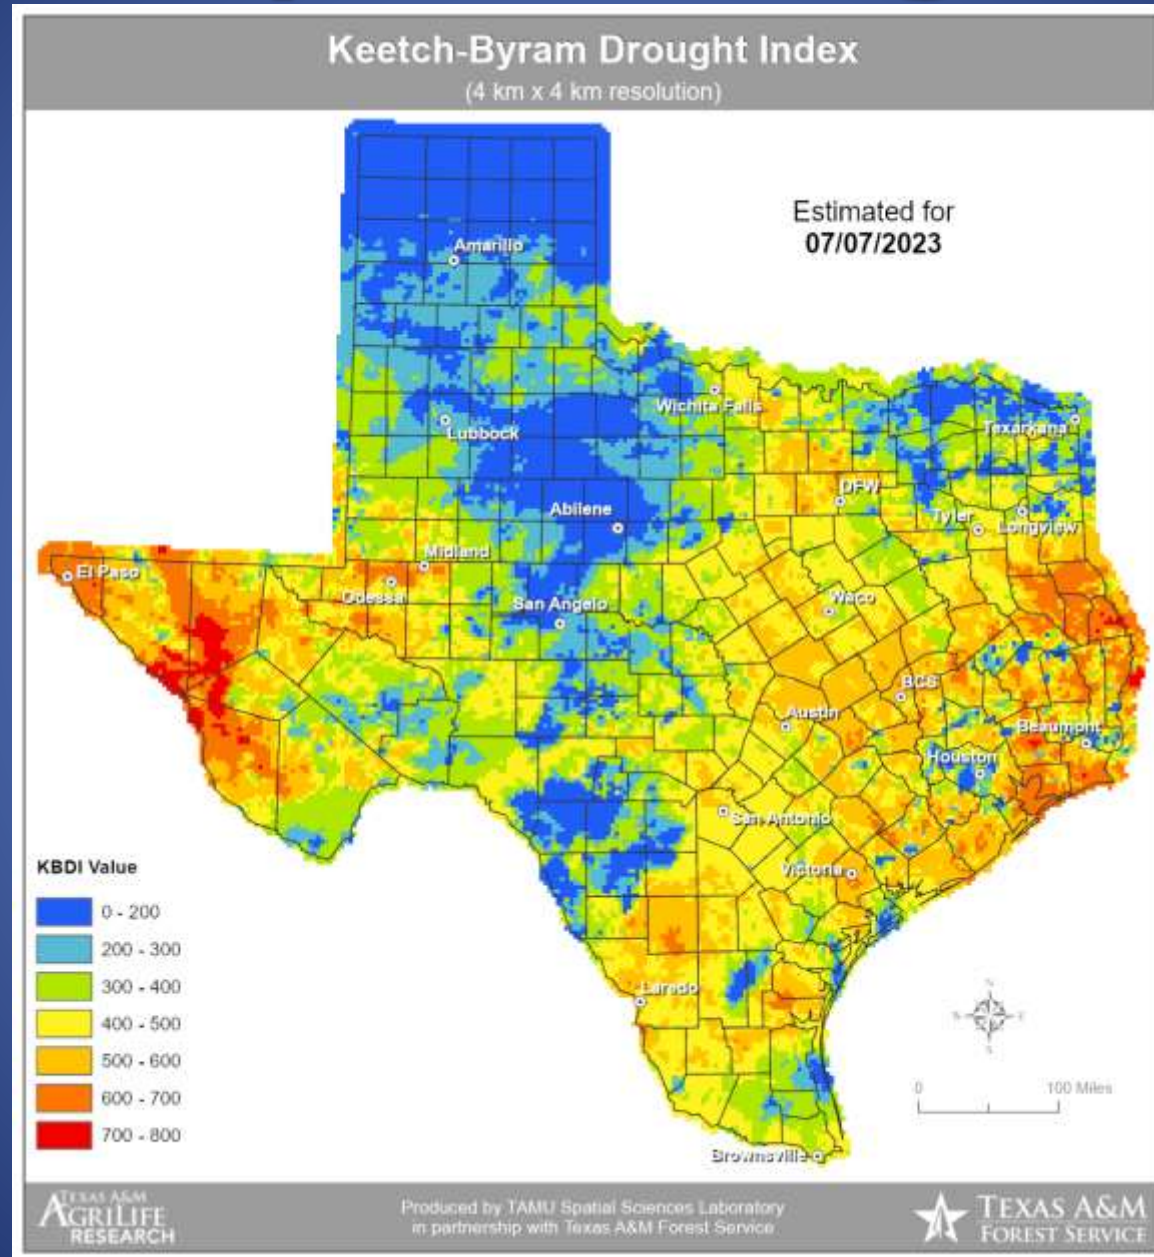 Keetch-Byram Drought Index
(4 km x 4 km resolution)
Estimated for
07/07/2023
Amarillo
Wichita Falls
Lubbock
Texarkana
DFW
Abilene
Tyler
Longview
Midland
El Paso
Odessa
San Angelo
Waco
BCS
Austin
Beaumont
Houston
San Antonio
Victoria
KBDI Value
0 - 200
200 - 300
300 - 400
400 - 500
500 - 600
600 - 700
700 - 800
Laredo
N
W E
S
0 100 Miles
Brownsville
TEXAS A&M
AGRILIFE
RESEARCH
Produced by TAMU Spatial Sciences Laboratory
in partnership with Texas A&M Forest Service
TEXAS A&M
FOREST SERVICE